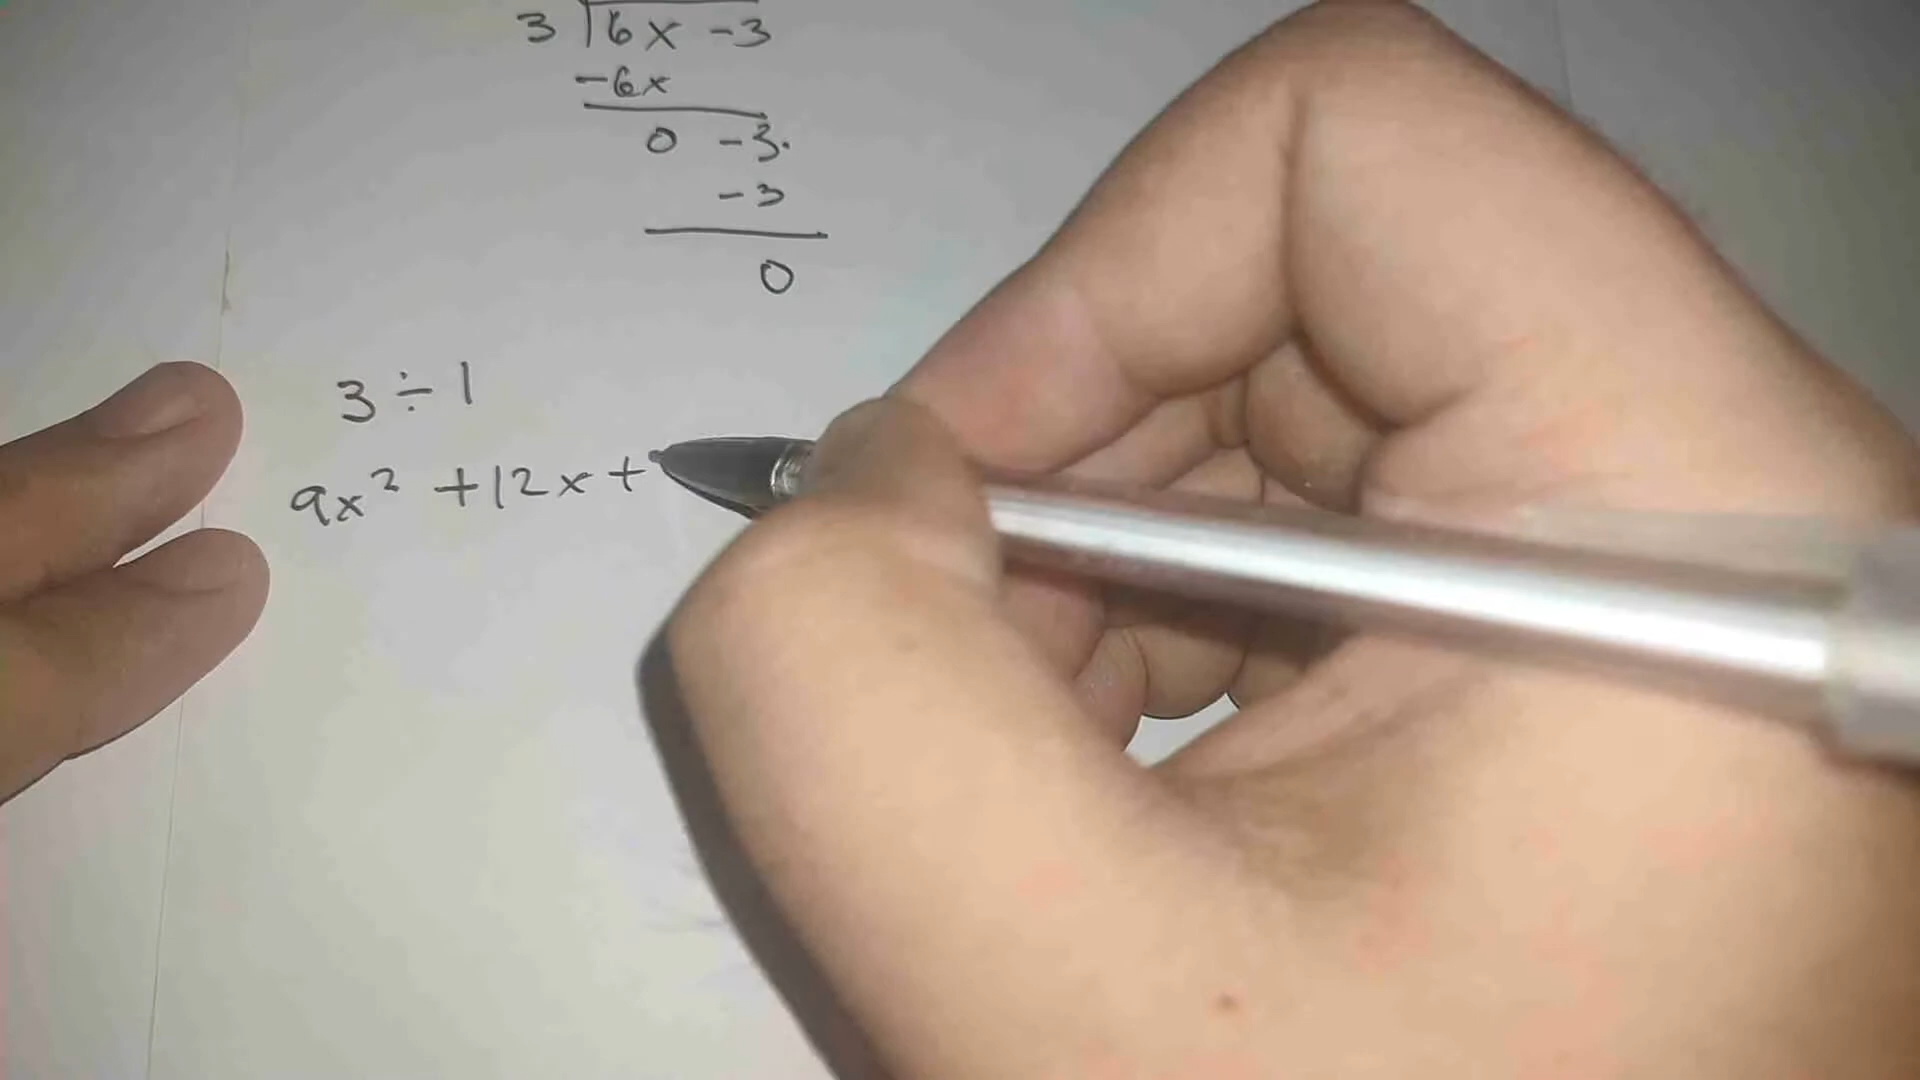 3 6x -3
-6x
0 -3.
-3
0
3 ÷ 1
9x² +12x+